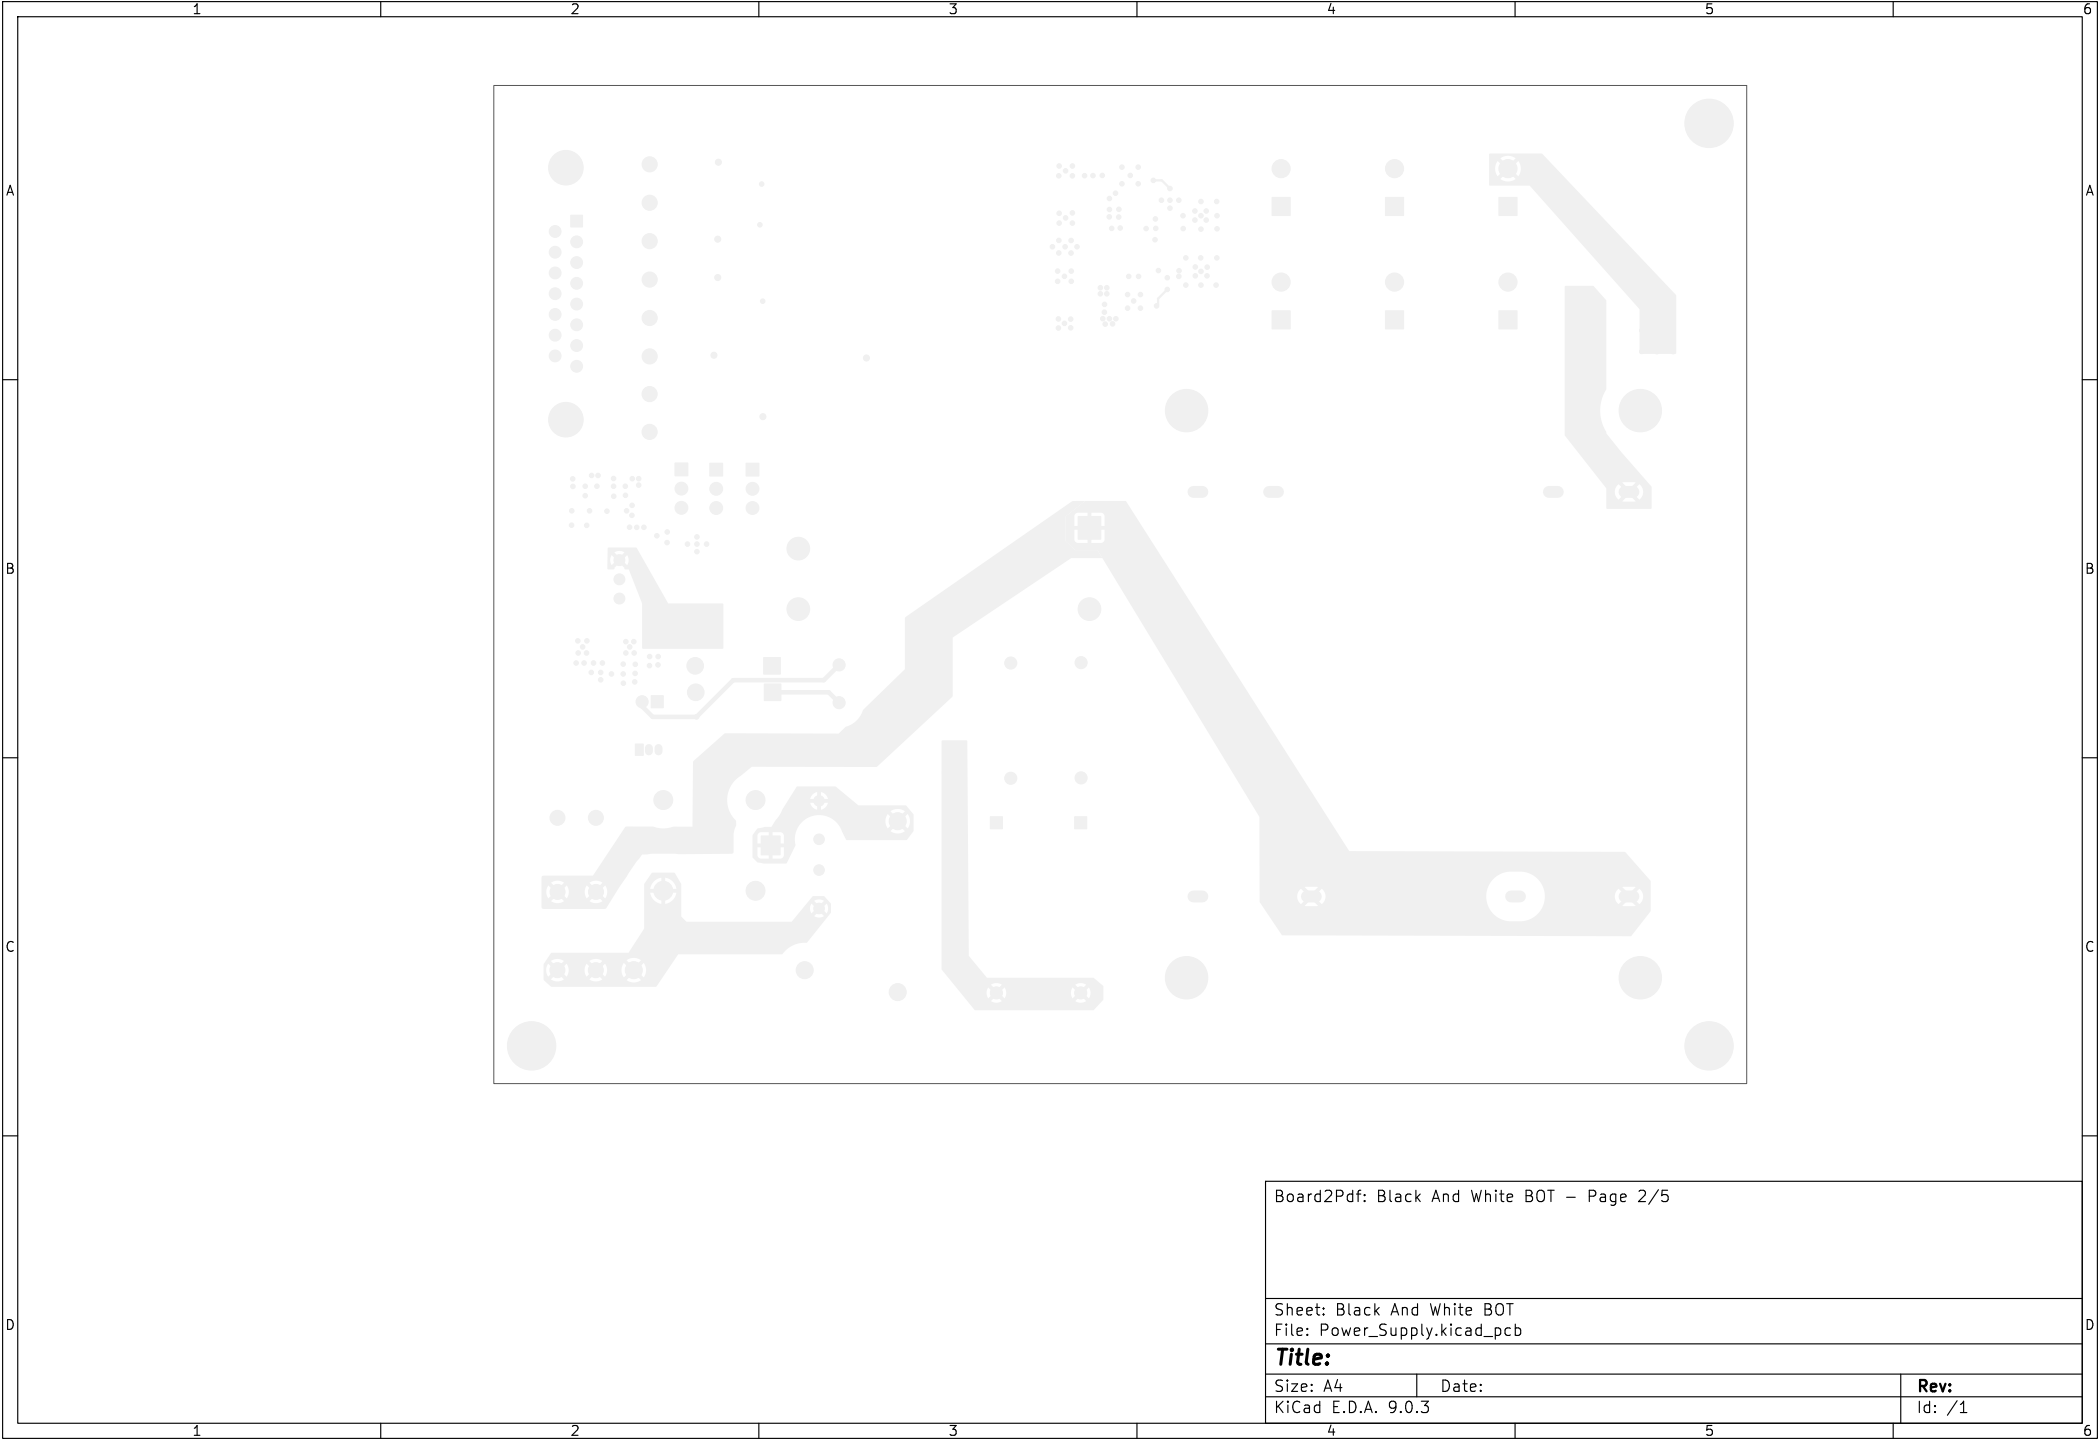 1 2 3 4 5 6
A A
B B
C C
Board2Pdf: Black And White BOT – Page 2/5
Sheet: Black And White BOT
File: Power_Supply.kicad_pcb
D D
Title:
Size: A4 Date: Rev:
KiCad E.D.A. 9.0.3 Id: /1
1 2 3 4 5 6